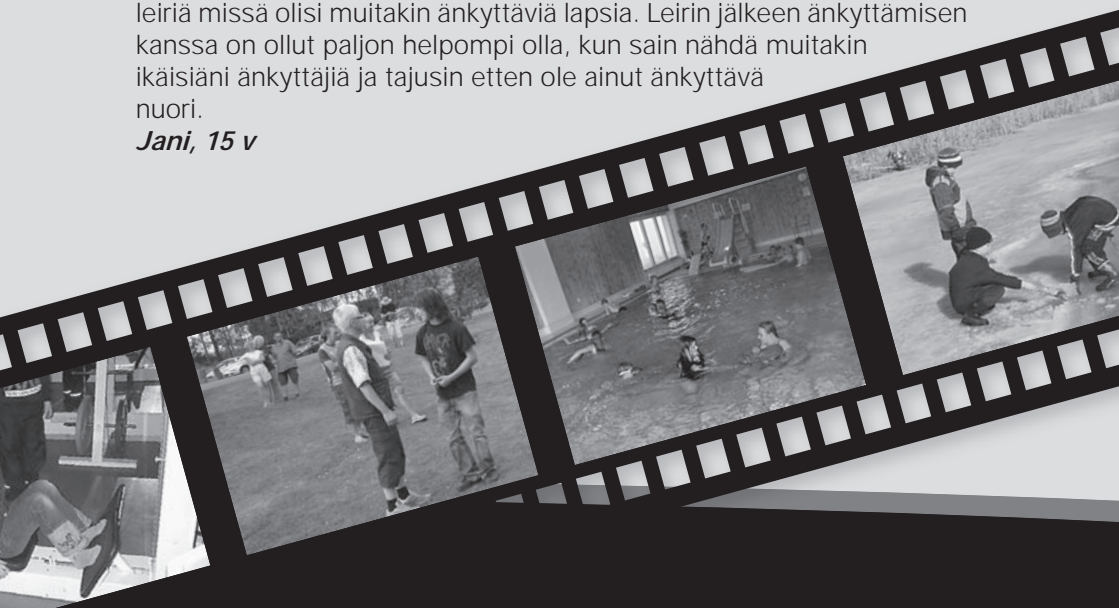 leiriä missä olisi muitakin änkyttäviä lapsia. Leirin jälkeen änkyttämisen
kanssa on ollut paljon helpompi olla, kun sain nähdä muitakin
ikäisiäni änkyttäjiä ja tajusin etten ole ainut änkyttävä
nuori.
Jani, 15 v